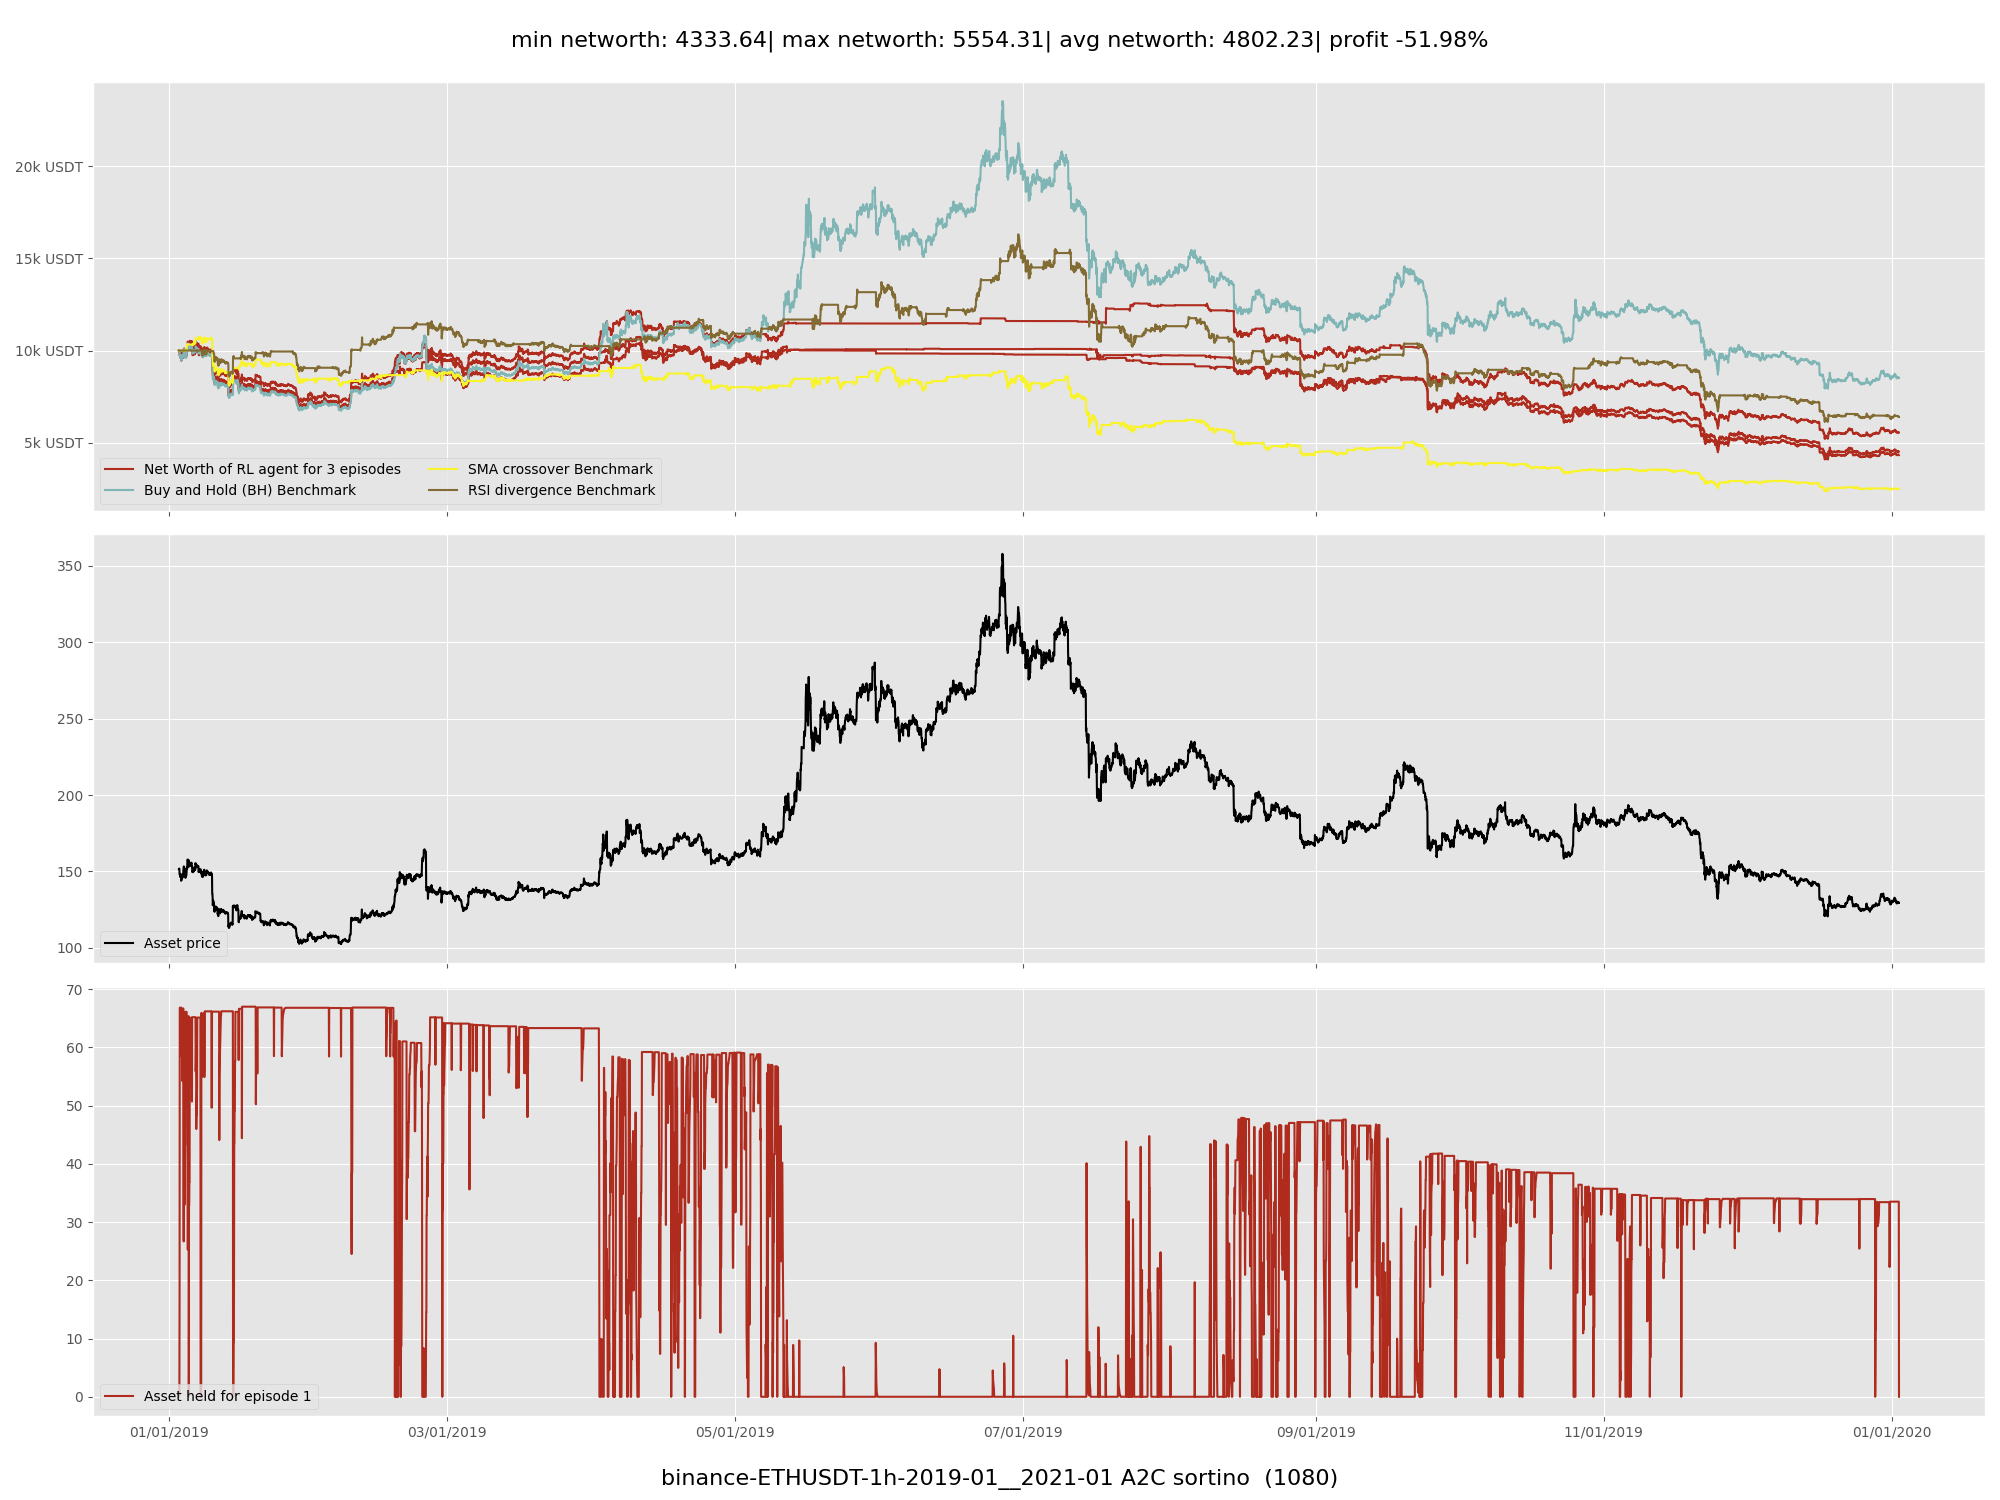 min networth: 4333.64| max networth: 5554.31| avg networth: 4802.23| profit -51.98%
20k USDT
15k USDT
10k USDT
5k USDT
Net Worth of RL agent for 3 episodes
Buy and Hold (BH) Benchmark
SMA crossover Benchmark
RSI divergence Benchmark
350
300
250
200
150
100
Asset price
70
60
50
40
30
20
10
0
Asset held for episode 1
01/01/2019 03/01/2019 05/01/2019 07/01/2019 09/01/2019 11/01/2019 01/01/2020
binance-ETHUSDT-1h-2019-01__2021-01 A2C sortino  (1080)